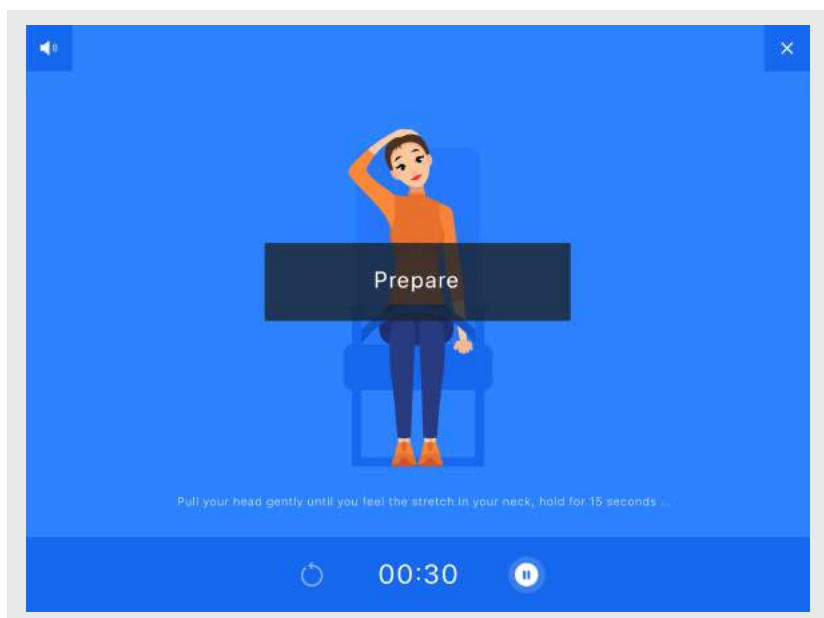 Prepare
Pull your head gently until you feel the stretch in your neck, hold for 15 seconds ...
00:30